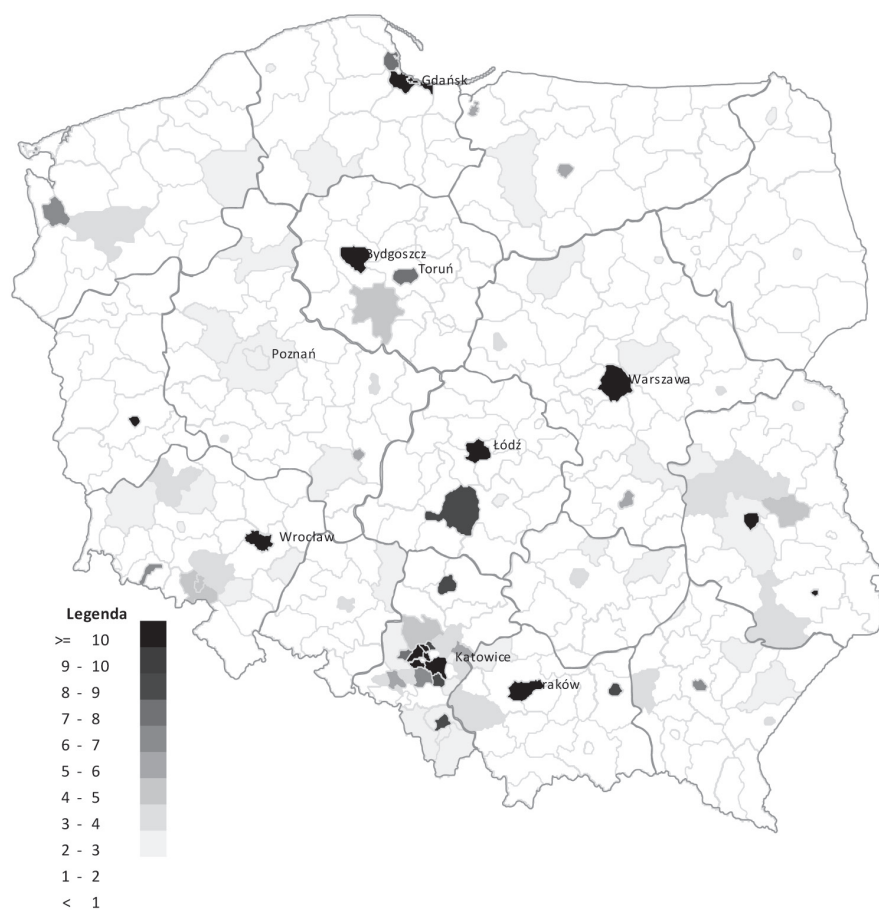 Gdańsk
Bydgoszcz
Toruń
Poznań
Warszawa
Łódź
Wrocław
Legenda
>= 10
9 - 10
8 - 9
7 - 8
6 - 7
5 - 6
4 - 5
3 - 4
2 - 3
1 - 2
< 1
Katowice
Kraków